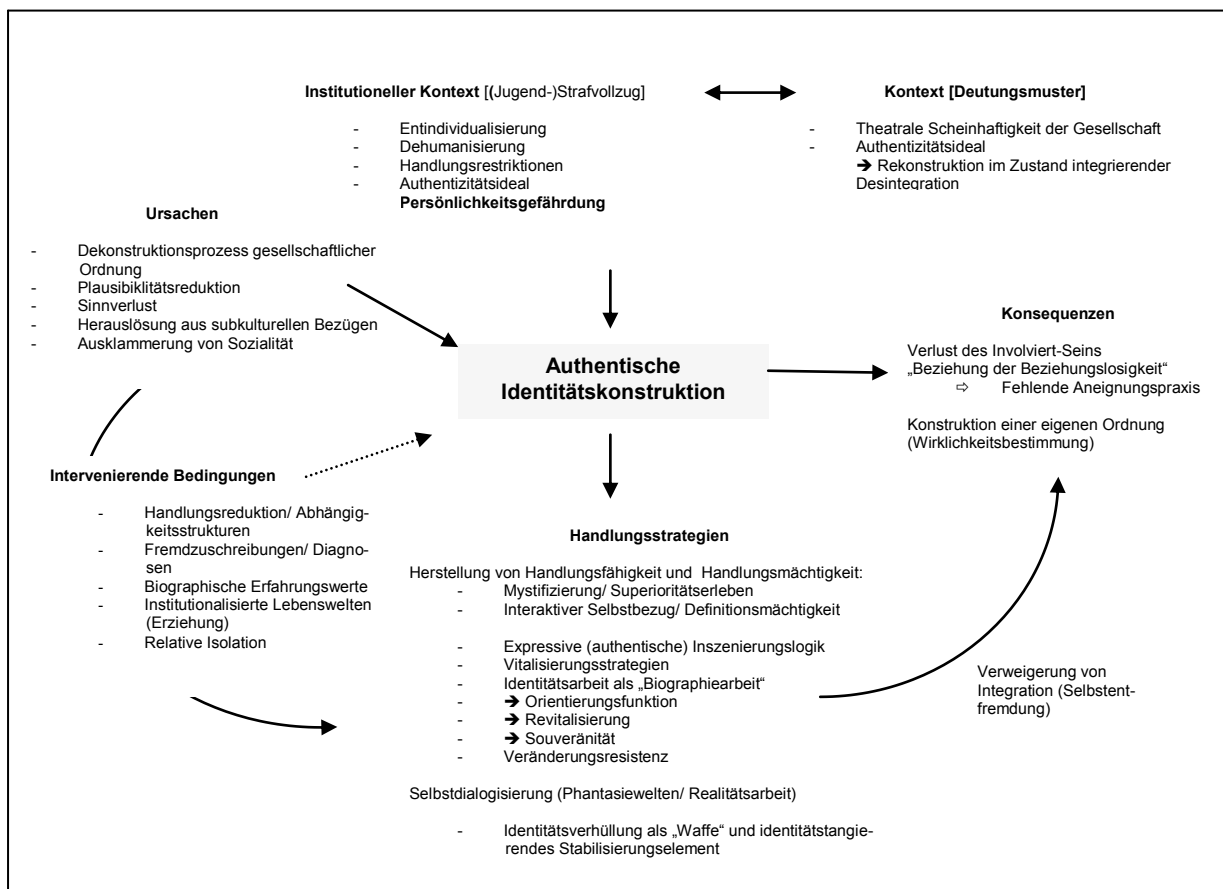 Institutioneller Kontext [(Jugend-)Strafvollzug]
- Entindividualisierung
- Dehumanisierung
- Handlungsrestriktionen
- Authentizitätsideal
Persönlichkeitsgefährdung
Kontext [Deutungsmuster]
- Theatrale Scheinhaftigkeit der Gesellschaft
- Authentizitätsideal
➔ Rekonstruktion im Zustand integrierender
Desintegration
Ursachen
- Dekonstruktionsprozess gesellschaftlicher
Ordnung
- Plausibiklitätsreduktion
- Sinnverlust
- Herauslösung aus subkulturellen Bezügen
- Ausklammerung von Sozialität
Authentische
Identitätskonstruktion
Konsequenzen
Verlust des Involviert-Seins
„Beziehung der Beziehungslosigkeit“
⇨ Fehlende Aneignungspraxis
Konstruktion einer eigenen Ordnung
(Wirklichkeitsbestimmung)
Intervenierende Bedingungen
- Handlungsreduktion/ Abhängig-
keitsstrukturen
- Fremdzuschreibungen/ Diagno-
sen
- Biographische Erfahrungswerte
- Institutionalisierte Lebenswelten
(Erziehung)
- Relative Isolation
Handlungsstrategien
Herstellung von Handlungsfähigkeit und Handlungsmächtigkeit:
- Mystifizierung/ Superioritätserleben
- Interaktiver Selbstbezug/ Definitionsmächtigkeit
- Expressive (authentische) Inszenierungslogik
- Vitalisierungsstrategien
- Identitätsarbeit als „Biographiearbeit“
- ➔ Orientierungsfunktion
- ➔ Revitalisierung
- ➔ Souveränität
- Veränderungsresistenz
Selbstdialogisierung (Phantasiewelten/ Realitätsarbeit)
- Identitätsverhüllung als „Waffe“ und identitätstangie-
rendes Stabilisierungselement
Verweigerung von
Integration (Selbstent-
fremdung)